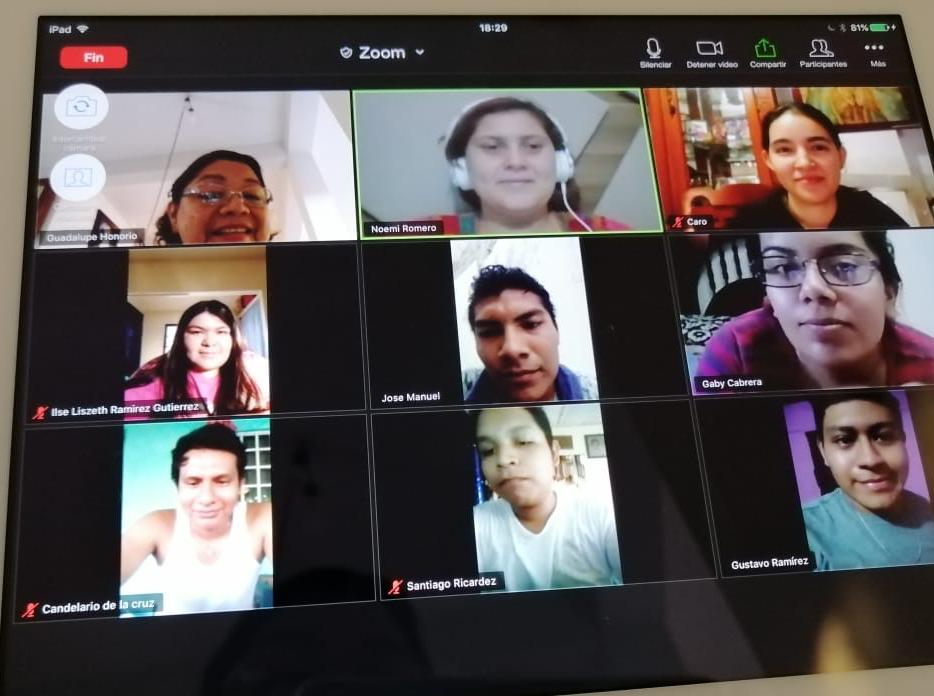 iPad
18:29
81%
Fin
Zoom
Silenciar
Detener video
Compartir
Participantes
Más
Intercambiar
cámara
Guadalupe Honorio
Noemi Romero
Caro
Ilse Liszeth Ramírez Gutierrez
Jose Manuel
Gaby Cabrera
Candelario de la cruz
Santiago Ricardez
Gustavo Ramírez